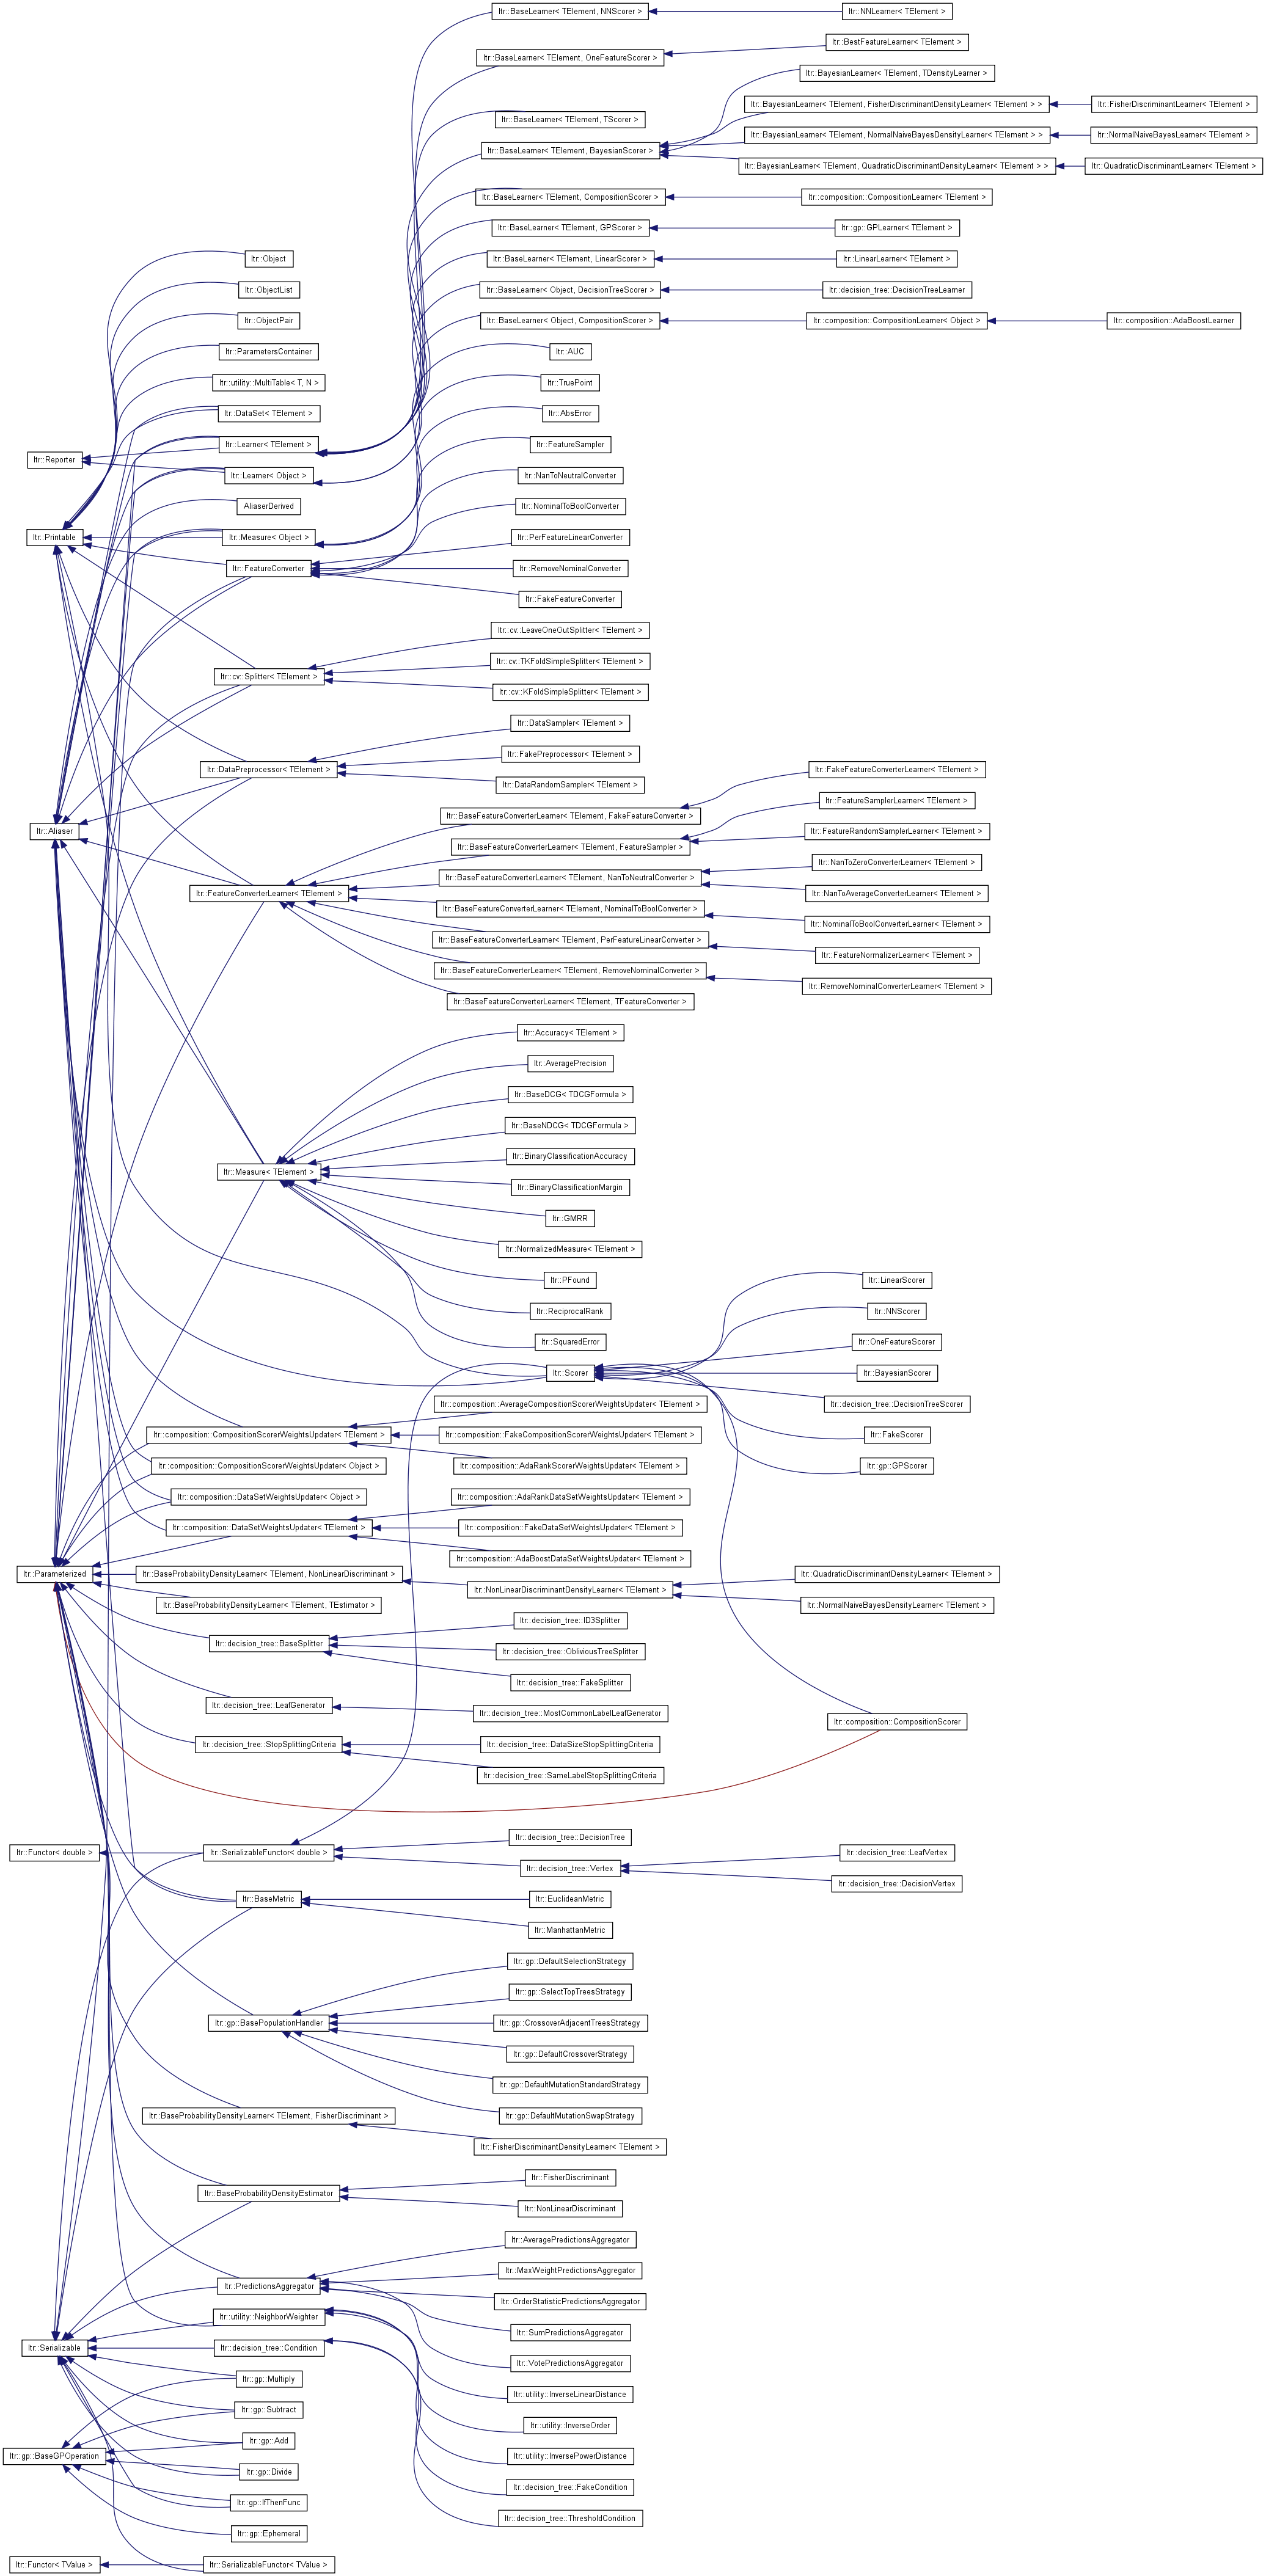 ltr::BaseLearner< TElement, NNScorer >
ltr::NNLearner< TElement >
ltr::BestFeatureLearner< TElement >
ltr::BaseLearner< TElement, OneFeatureScorer >
ltr::BayesianLearner< TElement, TDensityLearner >
ltr::BayesianLearner< TElement, FisherDiscriminantDensityLearner< TElement > >
ltr::FisherDiscriminantLearner< TElement >
ltr::BaseLearner< TElement, TScorer >
ltr::BayesianLearner< TElement, NormalNaiveBayesDensityLearner< TElement > >
ltr::NormalNaiveBayesLearner< TElement >
ltr::BaseLearner< TElement, BayesianScorer >
ltr::BayesianLearner< TElement, QuadraticDiscriminantDensityLearner< TElement > >
ltr::QuadraticDiscriminantLearner< TElement >
ltr::BaseLearner< TElement, CompositionScorer >
ltr::composition::CompositionLearner< TElement >
ltr::BaseLearner< TElement, GPScorer >
ltr::gp::GPLearner< TElement >
ltr::Object
ltr::BaseLearner< TElement, LinearScorer >
ltr::LinearLearner< TElement >
ltr::ObjectList
ltr::BaseLearner< Object, DecisionTreeScorer >
ltr::decision_tree::DecisionTreeLearner
ltr::ObjectPair
ltr::BaseLearner< Object, CompositionScorer >
ltr::composition::CompositionLearner< Object >
ltr::composition::AdaBoostLearner
ltr::ParametersContainer
ltr::AUC
ltr::utility::MultiTable< T, N >
ltr::TruePoint
ltr::DataSet< TElement >
ltr::AbsError
ltr::Reporter
ltr::Learner< TElement >
ltr::FeatureSampler
ltr::Learner< Object >
ltr::NanToNeutralConverter
AliaserDerived
ltr::NominalToBoolConverter
ltr::Printable
ltr::Measure< Object >
ltr::PerFeatureLinearConverter
ltr::FeatureConverter
ltr::RemoveNominalConverter
ltr::FakeFeatureConverter
ltr::cv::LeaveOneOutSplitter< TElement >
ltr::cv::Splitter< TElement >
ltr::cv::TKFoldSimpleSplitter< TElement >
ltr::cv::KFoldSimpleSplitter< TElement >
ltr::DataSampler< TElement >
ltr::DataPreprocessor< TElement >
ltr::FakePreprocessor< TElement >
ltr::DataRandomSampler< TElement >
ltr::FakeFeatureConverterLearner< TElement >
ltr::Aliaser
ltr::BaseFeatureConverterLearner< TElement, FakeFeatureConverter >
ltr::FeatureSamplerLearner< TElement >
ltr::BaseFeatureConverterLearner< TElement, FeatureSampler >
ltr::FeatureRandomSamplerLearner< TElement >
ltr::FeatureConverterLearner< TElement >
ltr::BaseFeatureConverterLearner< TElement, NanToNeutralConverter >
ltr::NanToZeroConverterLearner< TElement >
ltr::NanToAverageConverterLearner< TElement >
ltr::BaseFeatureConverterLearner< TElement, NominalToBoolConverter >
ltr::NominalToBoolConverterLearner< TElement >
ltr::BaseFeatureConverterLearner< TElement, PerFeatureLinearConverter >
ltr::FeatureNormalizerLearner< TElement >
ltr::BaseFeatureConverterLearner< TElement, RemoveNominalConverter >
ltr::RemoveNominalConverterLearner< TElement >
ltr::BaseFeatureConverterLearner< TElement, TFeatureConverter >
ltr::Accuracy< TElement >
ltr::AveragePrecision
ltr::BaseDCG< TDCGFormula >
ltr::BaseNDCG< TDCGFormula >
ltr::Measure< TElement >
ltr::BinaryClassificationAccuracy
ltr::BinaryClassificationMargin
ltr::GMRR
ltr::NormalizedMeasure< TElement >
ltr::PFound
ltr::LinearScorer
ltr::ReciprocalRank
ltr::NNScorer
ltr::SquaredError
ltr::OneFeatureScorer
ltr::Scorer
ltr::BayesianScorer
ltr::decision_tree::DecisionTreeScorer
ltr::composition::AverageCompositionScorerWeightsUpdater< TElement >
ltr::composition::CompositionScorerWeightsUpdater< TElement >
ltr::composition::FakeCompositionScorerWeightsUpdater< TElement >
ltr::FakeScorer
ltr::composition::CompositionScorerWeightsUpdater< Object >
ltr::composition::AdaRankScorerWeightsUpdater< TElement >
ltr::gp::GPScorer
ltr::composition::DataSetWeightsUpdater< Object >
ltr::composition::AdaRankDataSetWeightsUpdater< TElement >
ltr::composition::DataSetWeightsUpdater< TElement >
ltr::composition::FakeDataSetWeightsUpdater< TElement >
ltr::composition::AdaBoostDataSetWeightsUpdater< TElement >
ltr::Parameterized
ltr::BaseProbabilityDensityLearner< TElement, NonLinearDiscriminant >
ltr::NonLinearDiscriminantDensityLearner< TElement >
ltr::QuadraticDiscriminantDensityLearner< TElement >
ltr::BaseProbabilityDensityLearner< TElement, TEstimator >
ltr::NormalNaiveBayesDensityLearner< TElement >
ltr::decision_tree::ID3Splitter
ltr::decision_tree::BaseSplitter
ltr::decision_tree::ObliviousTreeSplitter
ltr::decision_tree::FakeSplitter
ltr::decision_tree::LeafGenerator
ltr::decision_tree::MostCommonLabelLeafGenerator
ltr::composition::CompositionScorer
ltr::decision_tree::StopSplittingCriteria
ltr::decision_tree::DataSizeStopSplittingCriteria
ltr::decision_tree::SameLabelStopSplittingCriteria
ltr::decision_tree::DecisionTree
ltr::Functor< double >
ltr::SerializableFunctor< double >
ltr::decision_tree::Vertex
ltr::decision_tree::LeafVertex
ltr::decision_tree::DecisionVertex
ltr::BaseMetric
ltr::EuclideanMetric
ltr::ManhattanMetric
ltr::gp::DefaultSelectionStrategy
ltr::gp::SelectTopTreesStrategy
ltr::gp::BasePopulationHandler
ltr::gp::CrossoverAdjacentTreesStrategy
ltr::gp::DefaultCrossoverStrategy
ltr::gp::DefaultMutationStandardStrategy
ltr::BaseProbabilityDensityLearner< TElement, FisherDiscriminant >
ltr::gp::DefaultMutationSwapStrategy
ltr::FisherDiscriminantDensityLearner< TElement >
ltr::FisherDiscriminant
ltr::BaseProbabilityDensityEstimator
ltr::NonLinearDiscriminant
ltr::AveragePredictionsAggregator
ltr::MaxWeightPredictionsAggregator
ltr::PredictionsAggregator
ltr::OrderStatisticPredictionsAggregator
ltr::utility::NeighborWeighter
ltr::SumPredictionsAggregator
ltr::Serializable
ltr::decision_tree::Condition
ltr::VotePredictionsAggregator
ltr::gp::Multiply
ltr::utility::InverseLinearDistance
ltr::gp::Subtract
ltr::utility::InverseOrder
ltr::gp::Add
ltr::gp::BaseGPOperation
ltr::utility::InversePowerDistance
ltr::gp::Divide
ltr::decision_tree::FakeCondition
ltr::gp::IfThenFunc
ltr::decision_tree::ThresholdCondition
ltr::gp::Ephemeral
ltr::Functor< TValue >
ltr::SerializableFunctor< TValue >